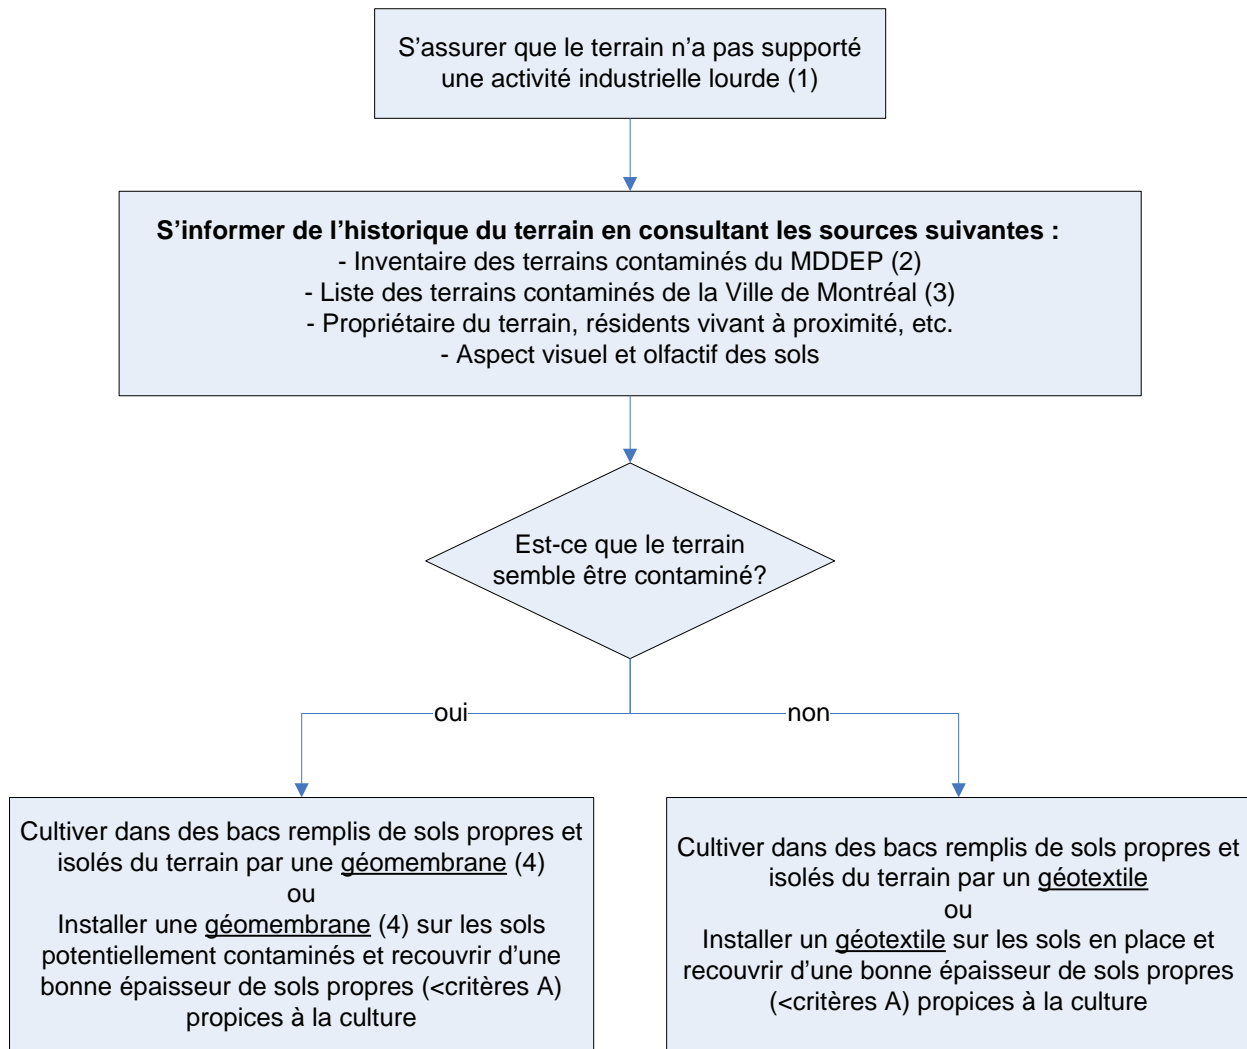 S'assurer que le terrain n'a pas supporté
une activité industrielle lourde (1)
S'informer de l'historique du terrain en consultant les sources suivantes :
- Inventaire des terrains contaminés du MDDEP (2)
- Liste des terrains contaminés de la Ville de Montréal (3)
- Propriétaire du terrain, résidents vivant à proximité, etc.
- Aspect visuel et olfactif des sols
Est-ce que le terrain
semble être contaminé?
oui
non
Cultiver dans des bacs remplis de sols propres et
isolés du terrain par une géomembrane (4)
ou
Installer une géomembrane (4) sur les sols
potentiellement contaminés et recouvrir d'une
bonne épaisseur de sols propres (<critères A)
propices à la culture
Cultiver dans des bacs remplis de sols propres et
isolés du terrain par un géotextile
ou
Installer un géotextile sur les sols en place et
recouvrir d'une bonne épaisseur de sols propres
(<critères A) propices à la culture